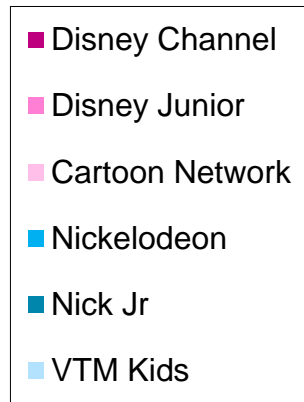 Disney Channel
Disney Junior
Cartoon Network
Nickelodeon
Nick Jr
VTM Kids